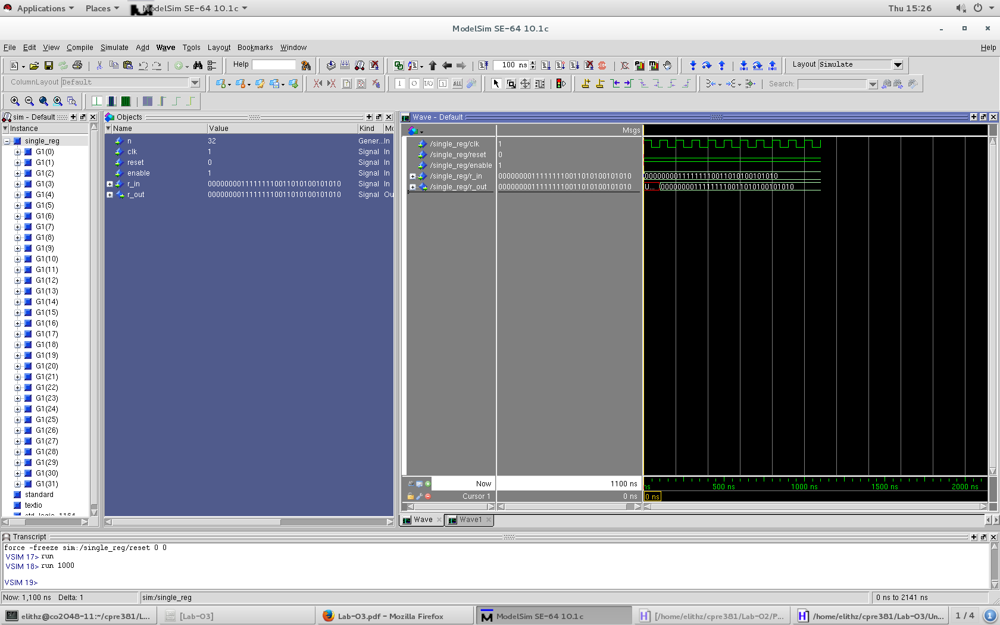 Applications Places ModelSim SE-64 10.1c Thu 15:26
ModelSim SE-64 10.1c
File Edit View Compile Simulate Add Wave Tools Layout Bookmarks Window Help
Help 100 ns Layout Simulate
ColumnLayout Default Search:
sim - Default
Instance
single_reg
G1(0)
G1(1)
G1(2)
G1(3)
G1(4)
G1(5)
G1(6)
G1(7)
G1(8)
G1(9)
G1(10)
G1(11)
G1(12)
G1(13)
G1(14)
G1(15)
G1(16)
G1(17)
G1(18)
G1(19)
G1(20)
G1(21)
G1(22)
G1(23)
G1(24)
G1(25)
G1(26)
G1(27)
G1(28)
G1(29)
G1(30)
G1(31)
standard
textio
std_logic_1164
Objects
Name Value Kind Mo
n 32 Gener... In
clk 1 Signal In
reset 0 Signal In
enable 1 Signal In
r_in 00000000111111110011010100101010 Signal In
r_out 00000000111111110011010100101010 Signal Ou
Wave - Default
Msgs
/single_reg/clk 1
/single_reg/reset 0
/single_reg/enable 1
/single_reg/r_in 00000000111111110011010100101010 00000000111111110011010100101010
/single_reg/r_out 00000000111111110011010100101010 U... 00000000111111110011010100101010
Now 1100 ns ns 500 ns 1000 ns 1500 ns 2000 ns
Cursor 1 0 ns 0 ns
Wave Wave1
Transcript
force -freeze sim:/single_reg/reset 0 0
VSIM 17> run
VSIM 18> run 1000
VSIM 19>
Now: 1,100 ns Delta: 1 sim:/single_reg 0 ns to 2141 ns
elithz@co2048-11:~/cpre381/L... [Lab-03] Lab-03.pdf - Mozilla Firefox ModelSim SE-64 10.1c [/home/elithz/cpre381/Lab-02/P... /home/elithz/cpre381/Lab-03/Un... 1 / 4 1